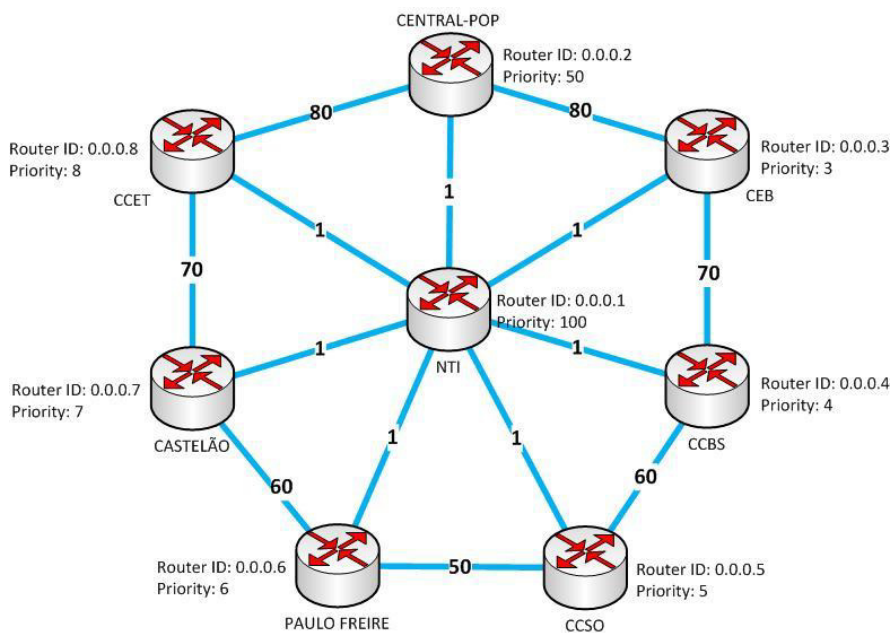 CENTRAL-POP
Router ID: 0.0.0.2
Priority: 50
80
80
Router ID: 0.0.0.8
Priority: 8
CCET
Router ID: 0.0.0.3
Priority: 3
CEB
1
1
1
70
70
Router ID: 0.0.0.1
Priority: 100
NTI
1
1
Router ID: 0.0.0.7
Priority: 7
CASTELÃO
Router ID: 0.0.0.4
Priority: 4
CCBS
1
1
60
60
Router ID: 0.0.0.6
Priority: 6
PAULO FREIRE
50
Router ID: 0.0.0.5
Priority: 5
CCSO